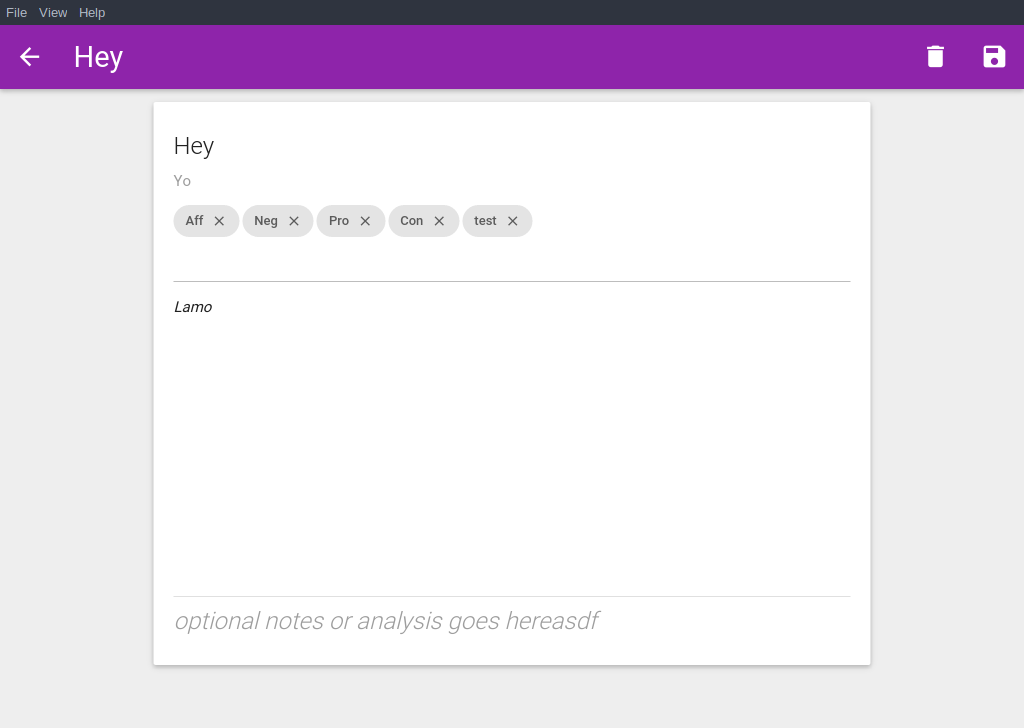 File View Help
Hey
Hey
Yo
Aff Neg Pro Con test
Lamo
optional notes or analysis goes hereasdf